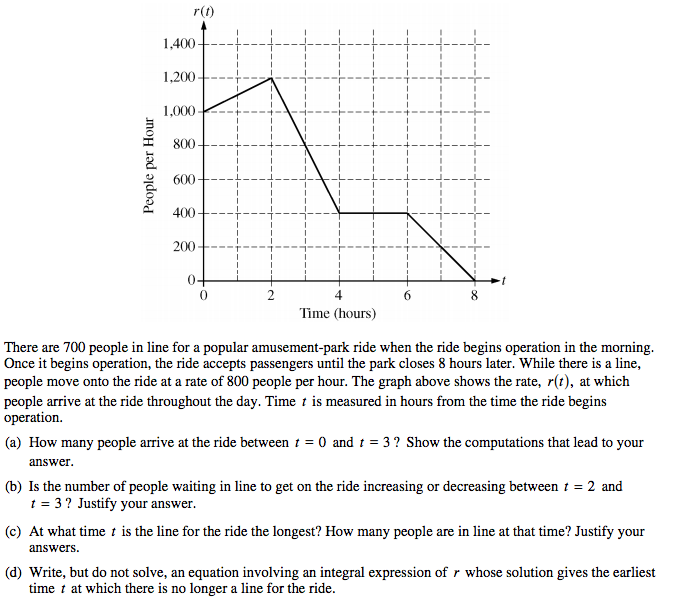 r(t)
1,400
1,200
1,000
800
600
400
200
0
People per Hour
0 2 4 6 8 t
Time (hours)
There are 700 people in line for a popular amusement-park ride when the ride begins operation in the morning.
Once it begins operation, the ride accepts passengers until the park closes 8 hours later. While there is a line,
people move onto the ride at a rate of 800 people per hour. The graph above shows the rate, r(t), at which
people arrive at the ride throughout the day. Time t is measured in hours from the time the ride begins
operation.
(a) How many people arrive at the ride between t = 0 and t = 3 ? Show the computations that lead to your
answer.
(b) Is the number of people waiting in line to get on the ride increasing or decreasing between t = 2 and
t = 3 ? Justify your answer.
(c) At what time t is the line for the ride the longest? How many people are in line at that time? Justify your
answers.
(d) Write, but do not solve, an equation involving an integral expression of r whose solution gives the earliest
time t at which there is no longer a line for the ride.